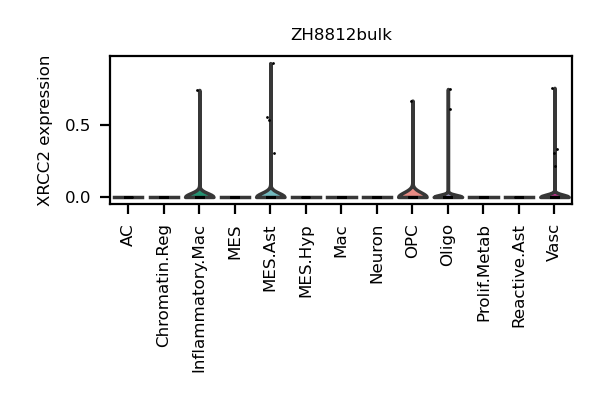 ZH8812bulk
XRCC2 expression
0.5
0.0
AC
Chromatin.Reg
Inflammatory.Mac
MES
MES.Ast
MES.Hyp
Mac
Neuron
OPC
Oligo
Prolif.Metab
Reactive.Ast
Vasc